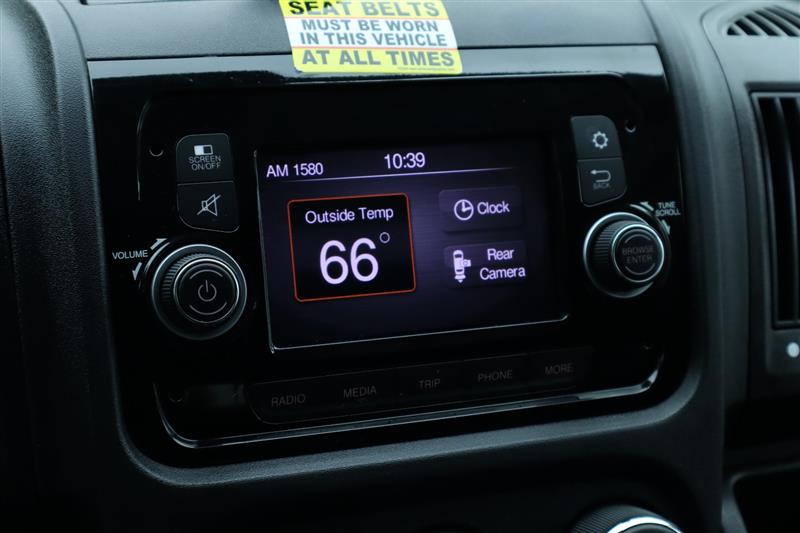 SEAT BELTS
MUST BE WORN
IN THIS VEHICLE
AT ALL TIMES
SCREEN
ON/OFF
AM 1580
10:39
BACK
Outside Temp
66°
Clock
Rear
Camera
VOLUME
TUNE
SCROLL
BROWSE
ENTER
RADIO
MEDIA
TRIP
PHONE
MORE